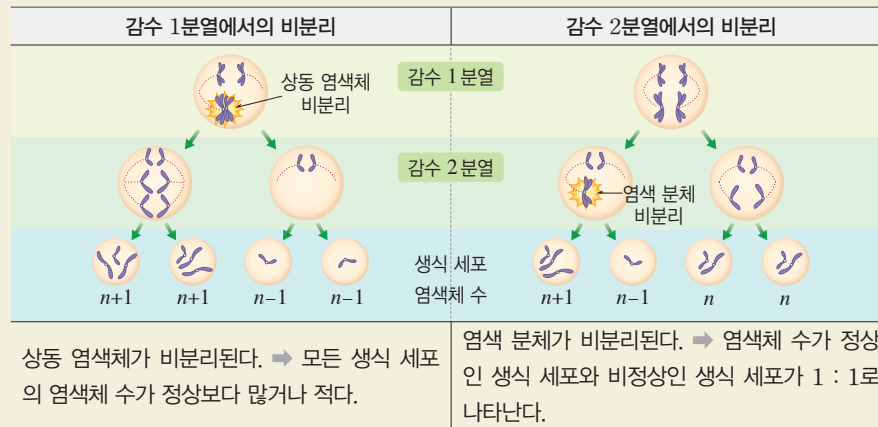 감수 1분열에서의 비분리
감수 2분열에서의 비분리
감수 1분열
상동 염색체
비분리
감수 2분열
염색 분체
비분리
생식 세포
염색체 수
n+1
n+1
n−1
n−1
n+1
n−1
n
n
상동 염색체가 비분리된다. ➡ 모든 생식 세포
의 염색체 수가 정상보다 많거나 적다.
염색 분체가 비분리된다. ➡ 염색체 수가 정상
인 생식 세포와 비정상인 생식 세포가 1 : 1로
나타난다.